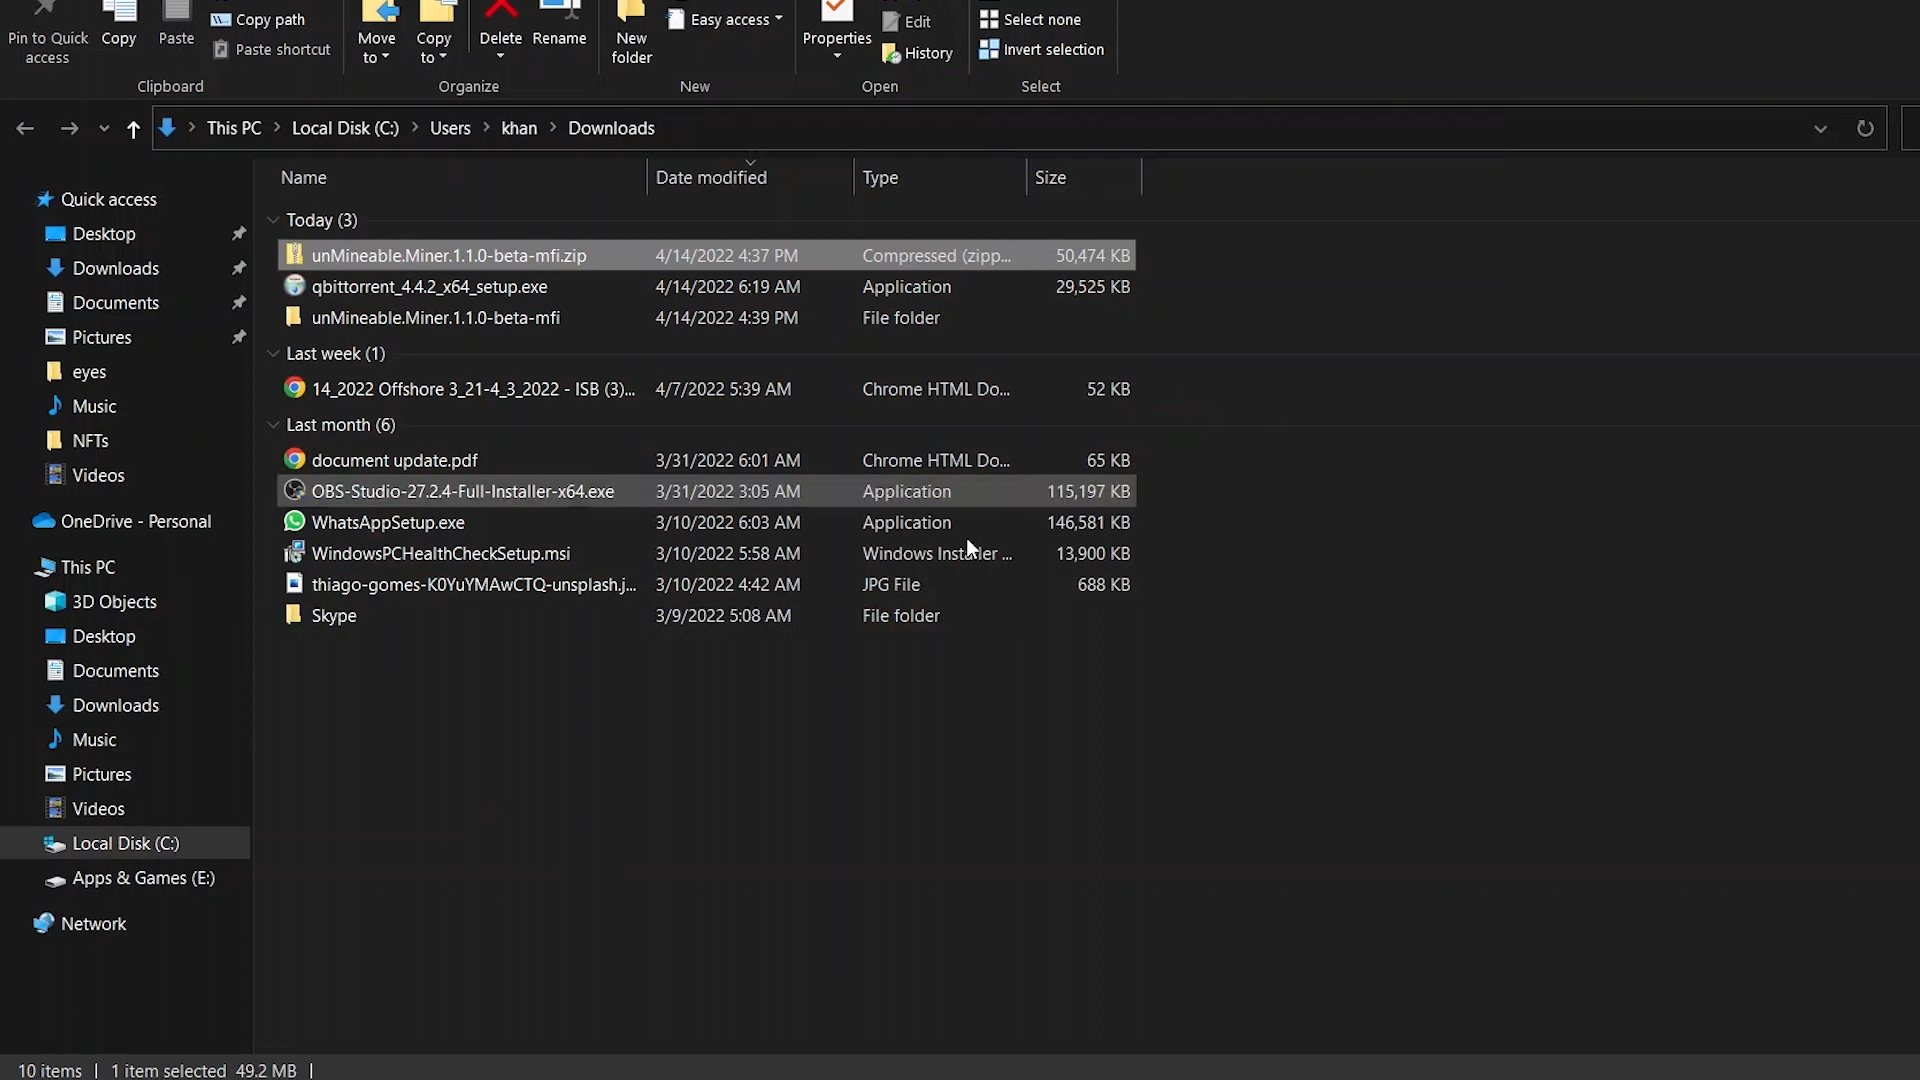 Pin to Quick access
Copy
Paste
Copy path
Paste shortcut
Clipboard
Move to
Copy to
Delete
Rename
Organize
New folder
Easy access
New
Properties
Edit
History
Open
Select none
Invert selection
Select
This PC > Local Disk (C:) > Users > khan > Downloads
Name Date modified Type Size
Today (3)
unMineable.Miner.1.1.0-beta-mfi.zip 4/14/2022 4:37 PM Compressed (zipp... 50,474 KB
qbittorrent_4.4.2_x64_setup.exe 4/14/2022 6:19 AM Application 29,525 KB
unMineable.Miner.1.1.0-beta-mfi 4/14/2022 4:39 PM File folder
Last week (1)
14_2022 Offshore 3_21-4_3_2022 - ISB (3)... 4/7/2022 5:39 AM Chrome HTML Do... 52 KB
Last month (6)
document update.pdf 3/31/2022 6:01 AM Chrome HTML Do... 65 KB
OBS-Studio-27.2.4-Full-Installer-x64.exe 3/31/2022 3:05 AM Application 115,197 KB
WhatsAppSetup.exe 3/10/2022 6:03 AM Application 146,581 KB
WindowsPCHealthCheckSetup.msi 3/10/2022 5:58 AM Windows Installer ... 13,900 KB
thiago-gomes-K0YuYMAwCTQ-unsplash.j... 3/10/2022 4:42 AM JPG File 688 KB
Skype 3/9/2022 5:08 AM File folder
Quick access
Desktop
Downloads
Documents
Pictures
eyes
Music
NFTs
Videos
OneDrive - Personal
This PC
3D Objects
Desktop
Documents
Downloads
Music
Pictures
Videos
Local Disk (C:)
Apps & Games (E:)
Network
10 items | 1 item selected 49.2 MB |